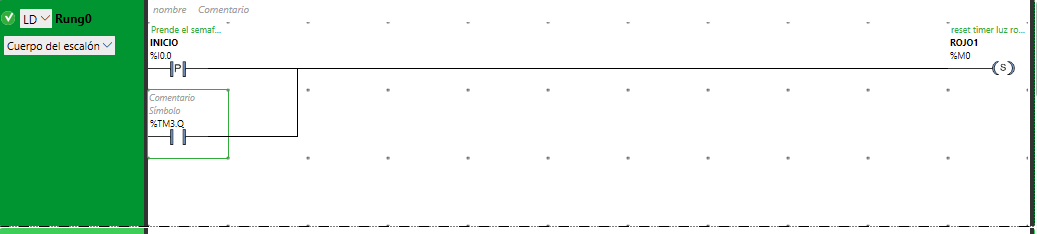 LD Rung0
Cuerpo del escalón
nombre Comentario
Prende el semaf...
INICIO
%I0.0
P
reset timer luz ro...
ROJO1
%M0
S
Comentario
Símbolo
%TM3.Q